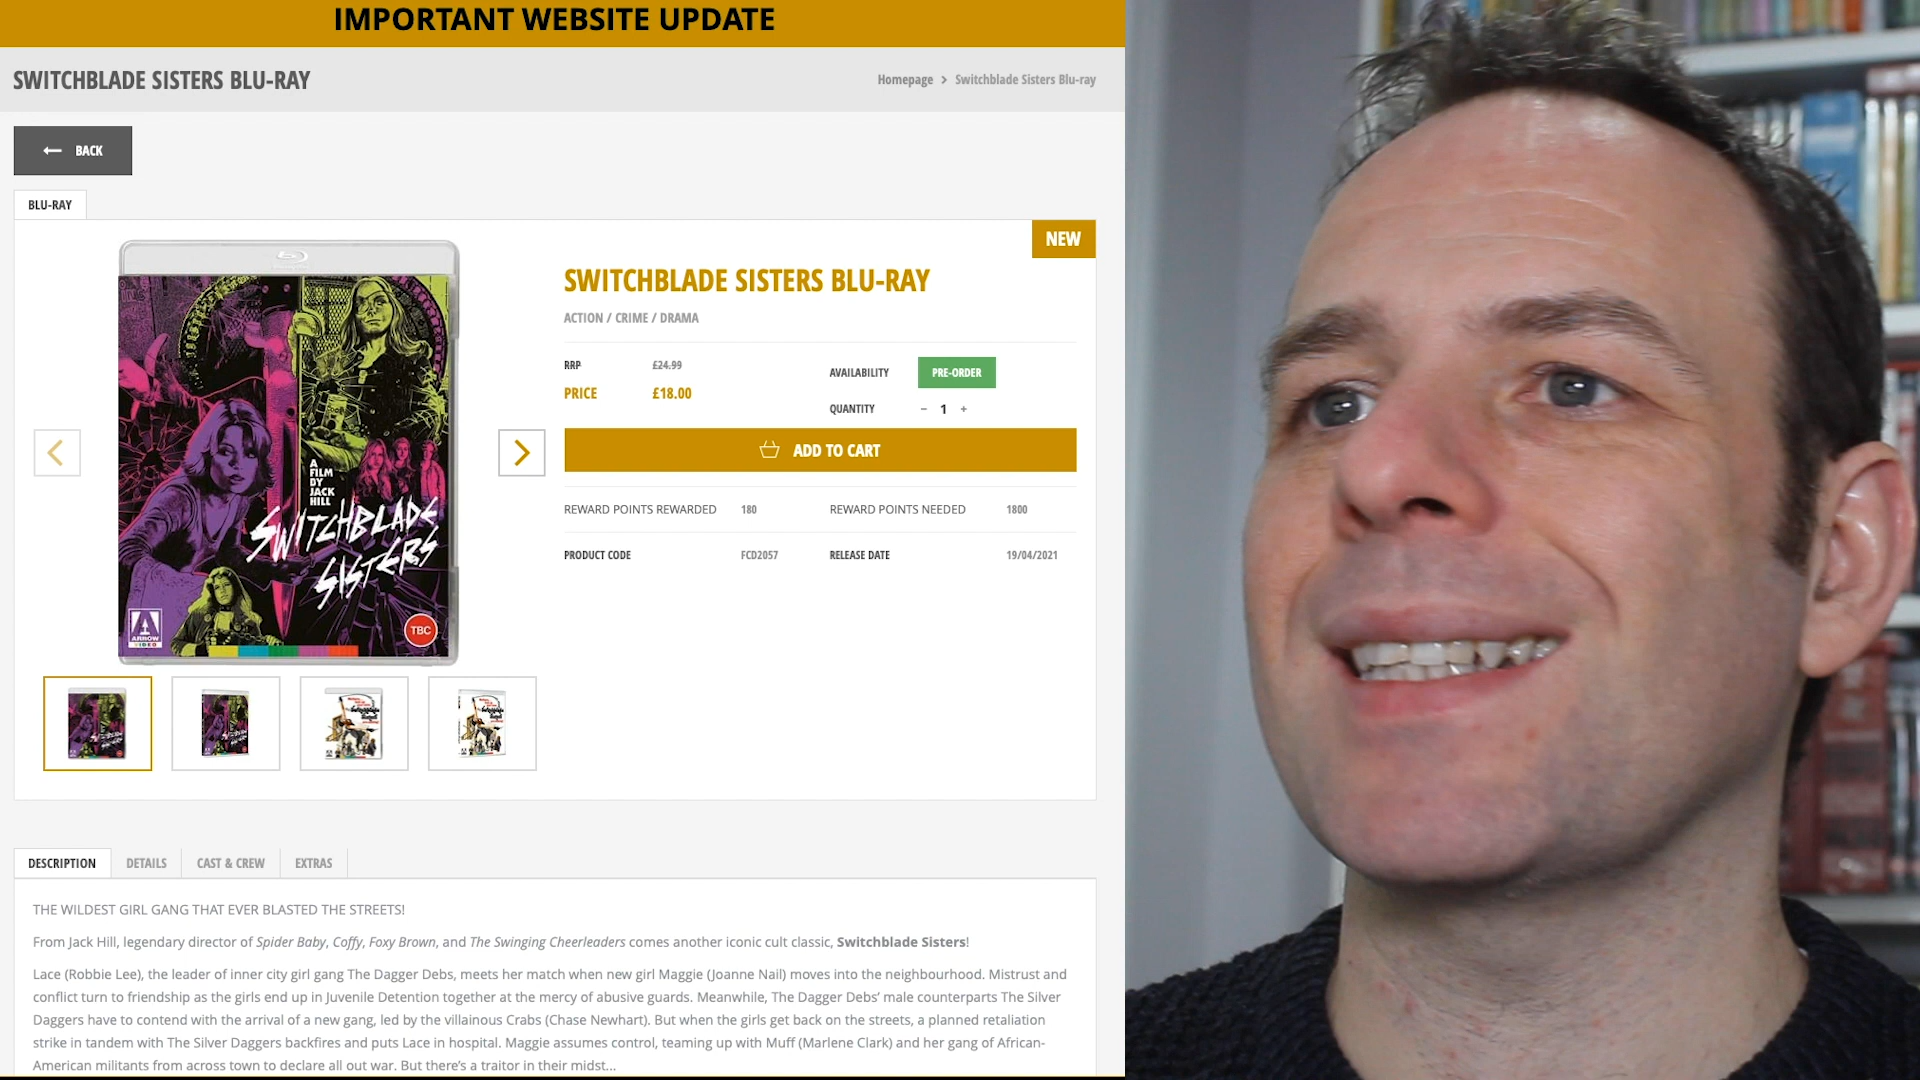 IMPORTANT WEBSITE UPDATE
SWITCHBLADE SISTERS BLU-RAY
Homepage > Switchblade Sisters Blu-ray
← BACK
BLU-RAY
NEW
SWITCHBLADE SISTERS BLU-RAY
ACTION / CRIME / DRAMA
RRP £24.99
PRICE £18.00
AVAILABILITY PRE-ORDER
QUANTITY − 1 +
ADD TO CART
REWARD POINTS REWARDED 180 REWARD POINTS NEEDED 1800
PRODUCT CODE FCD2057 RELEASE DATE 19/04/2021
A
FILM
BY
JACK
HILL
SWITCHBLADE
SISTERS
ARROW
VIDEO
TBC
DESCRIPTION DETAILS CAST & CREW EXTRAS
THE WILDEST GIRL GANG THAT EVER BLASTED THE STREETS!
From Jack Hill, legendary director of Spider Baby, Coffy, Foxy Brown, and The Swinging Cheerleaders comes another iconic cult classic, Switchblade Sisters!
Lace (Robbie Lee), the leader of inner city girl gang The Dagger Debs, meets her match when new girl Maggie (Joanne Nail) moves into the neighbourhood. Mistrust and
conflict turn to friendship as the girls end up in Juvenile Detention together at the mercy of abusive guards. Meanwhile, The Dagger Debs' male counterparts The Silver
Daggers have to contend with the arrival of a new gang, led by the villainous Crabs (Chase Newhart). But when the girls get back on the streets, a planned retaliation
strike in tandem with The Silver Daggers backfires and puts Lace in hospital. Maggie assumes control, teaming up with Muff (Marlene Clark) and her gang of African-
American militants from across town to declare all out war. But there's a traitor in their midst...